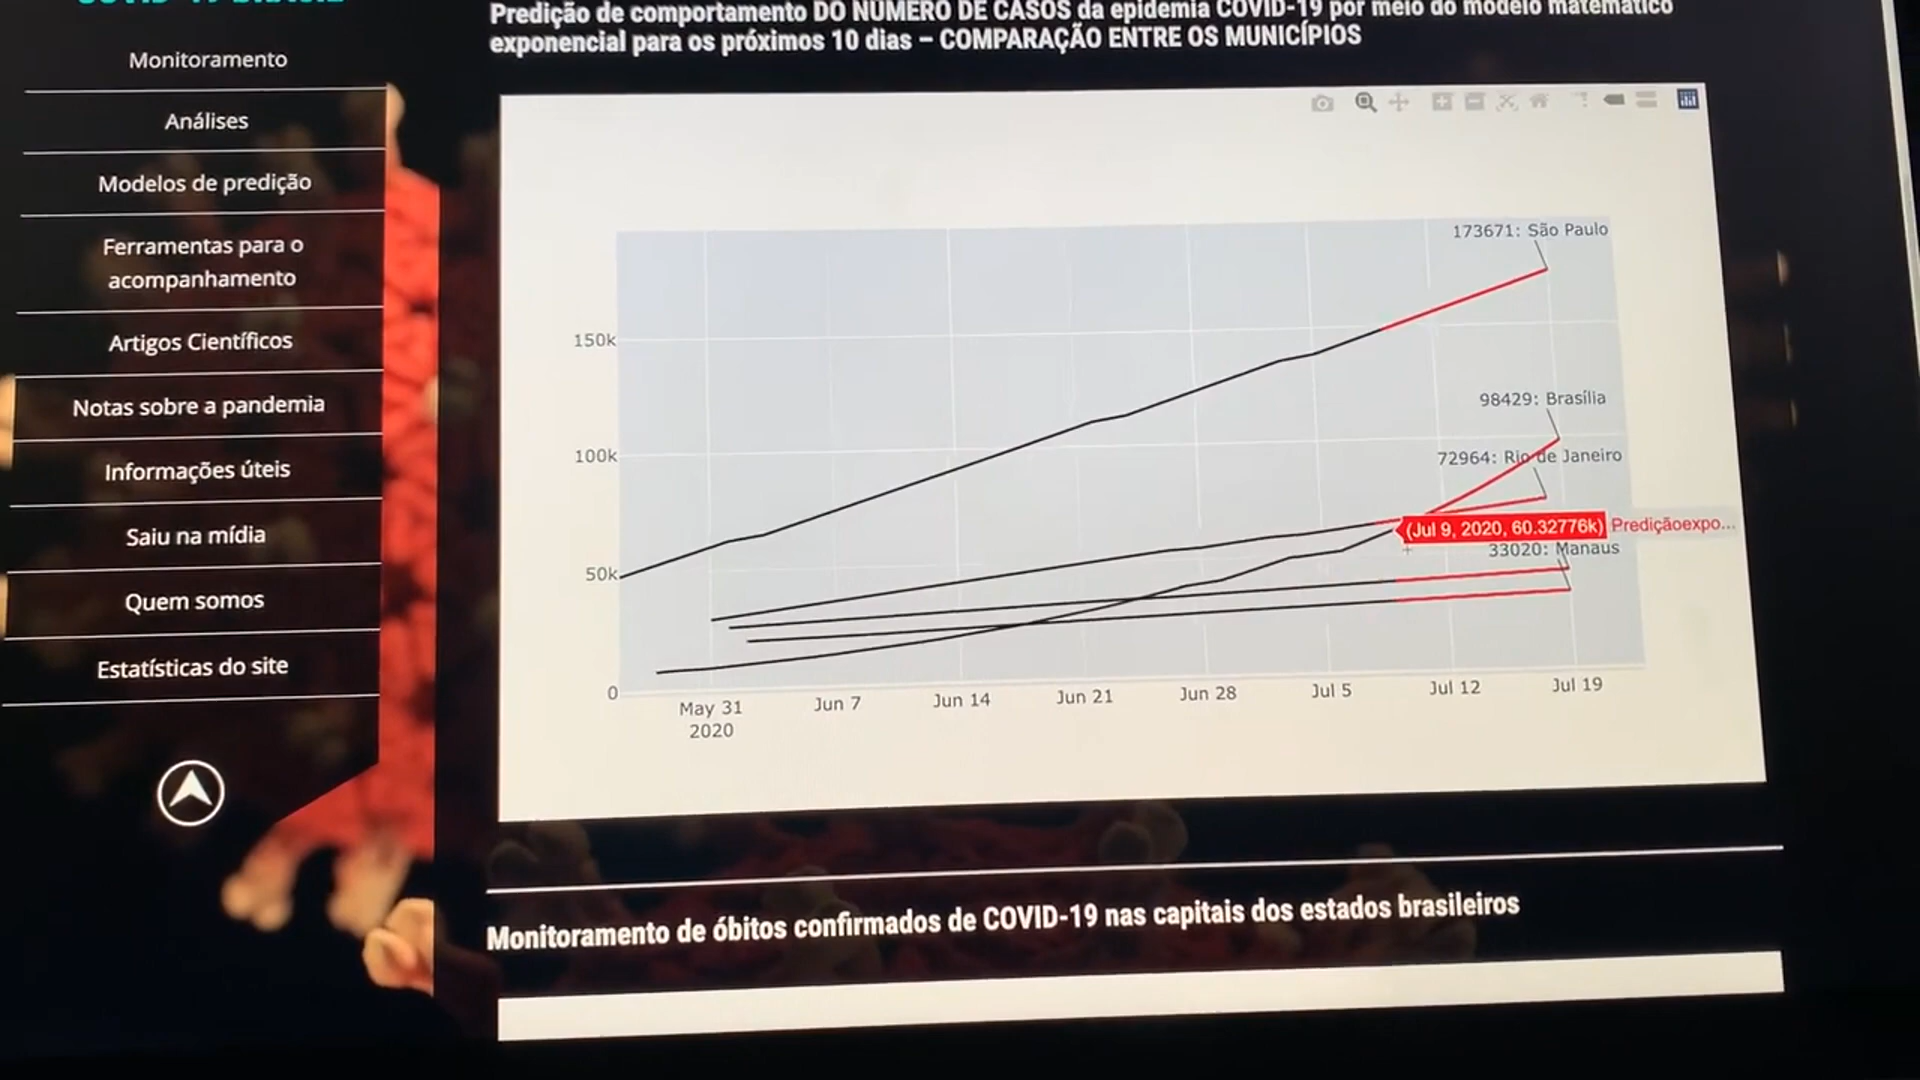 COVID-19 BRASIL
Monitoramento
Análises
Modelos de predição
Ferramentas para o
acompanhamento
Artigos Científicos
Notas sobre a pandemia
Informações úteis
Saiu na mídia
Quem somos
Estatísticas do site
Predição de comportamento DO NÚMERO DE CASOS da epidemia COVID-19 por meio do modelo matemático
exponencial para os próximos 10 dias – COMPARAÇÃO ENTRE OS MUNICÍPIOS
173671: São Paulo
150k
98429: Brasília
100k
72964: Rio de Janeiro
(Jul 9, 2020, 60.32776k) Prediçãoexpo...
33020: Manaus
50k
0
May 31
2020
Jun 7
Jun 14
Jun 21
Jun 28
Jul 5
Jul 12
Jul 19
Monitoramento de óbitos confirmados de COVID-19 nas capitais dos estados brasileiros